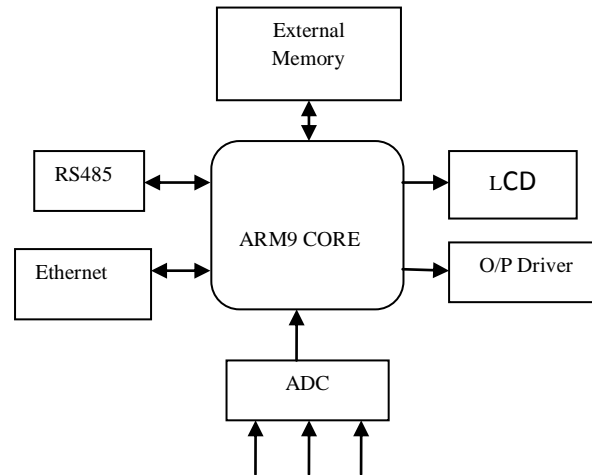 External
Memory
RS485
LCD
ARM9 CORE
Ethernet
O/P Driver
ADC